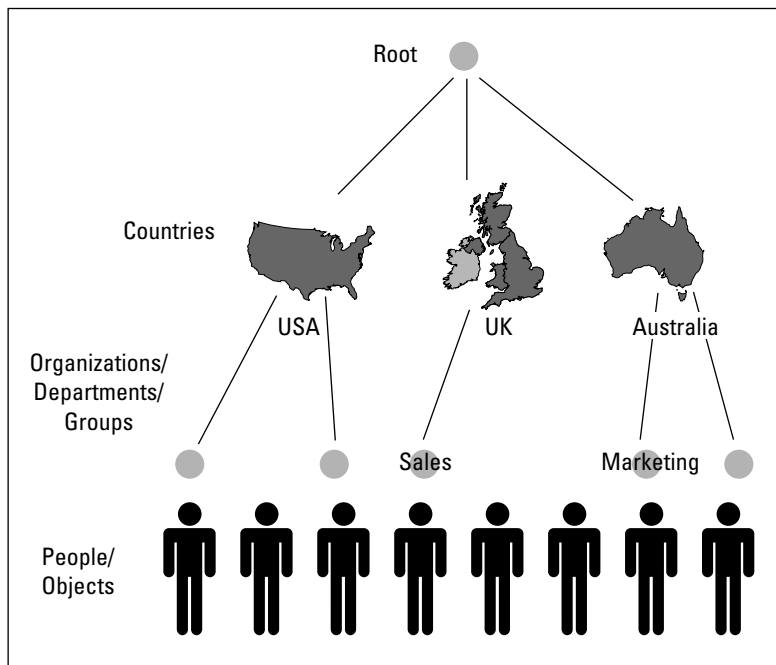 Root
Countries
USA
UK
Australia
Organizations/
Departments/
Groups
Sales
Marketing
People/
Objects